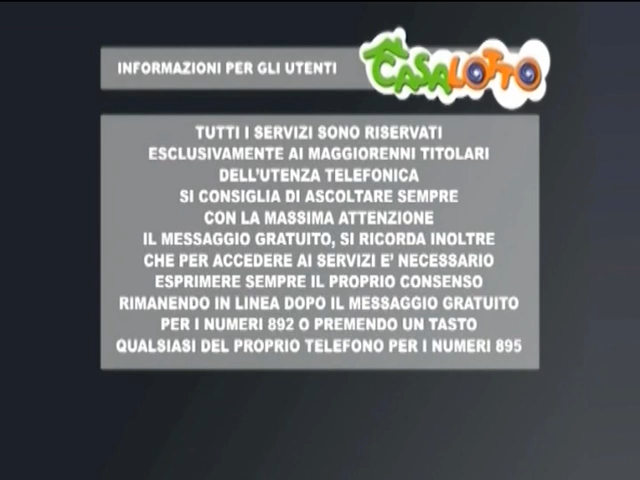 INFORMAZIONI PER GLI UTENTI
CASALOTTO
TUTTI I SERVIZI SONO RISERVATI
ESCLUSIVAMENTE AI MAGGIORENNI TITOLARI
DELL'UTENZA TELEFONICA
SI CONSIGLIA DI ASCOLTARE SEMPRE
CON LA MASSIMA ATTENZIONE
IL MESSAGGIO GRATUITO, SI RICORDA INOLTRE
CHE PER ACCEDERE AI SERVIZI E' NECESSARIO
ESPRIMERE SEMPRE IL PROPRIO CONSENSO
RIMANENDO IN LINEA DOPO IL MESSAGGIO GRATUITO
PER I NUMERI 892 O PREMENDO UN TASTO
QUALSIASI DEL PROPRIO TELEFONO PER I NUMERI 895